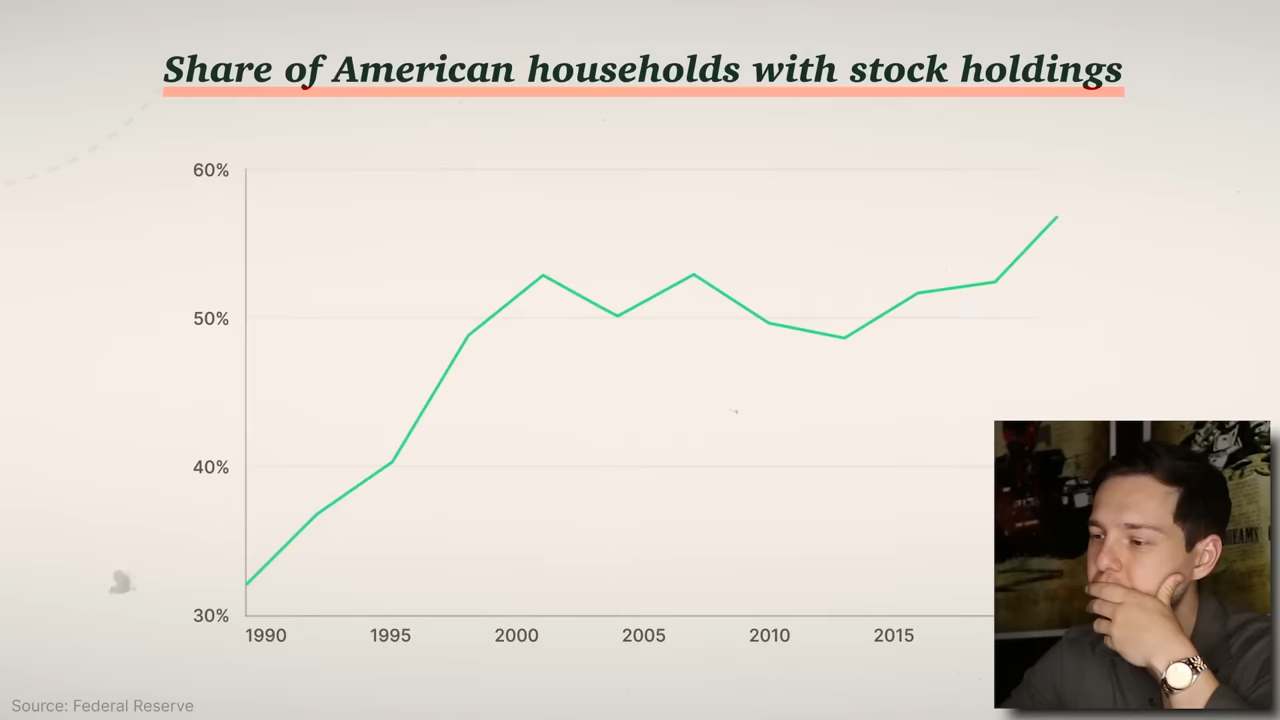 Share of American households with stock holdings
60%
50%
40%
30%
1990 1995 2000 2005 2010 2015
EAMS
Source: Federal Reserve